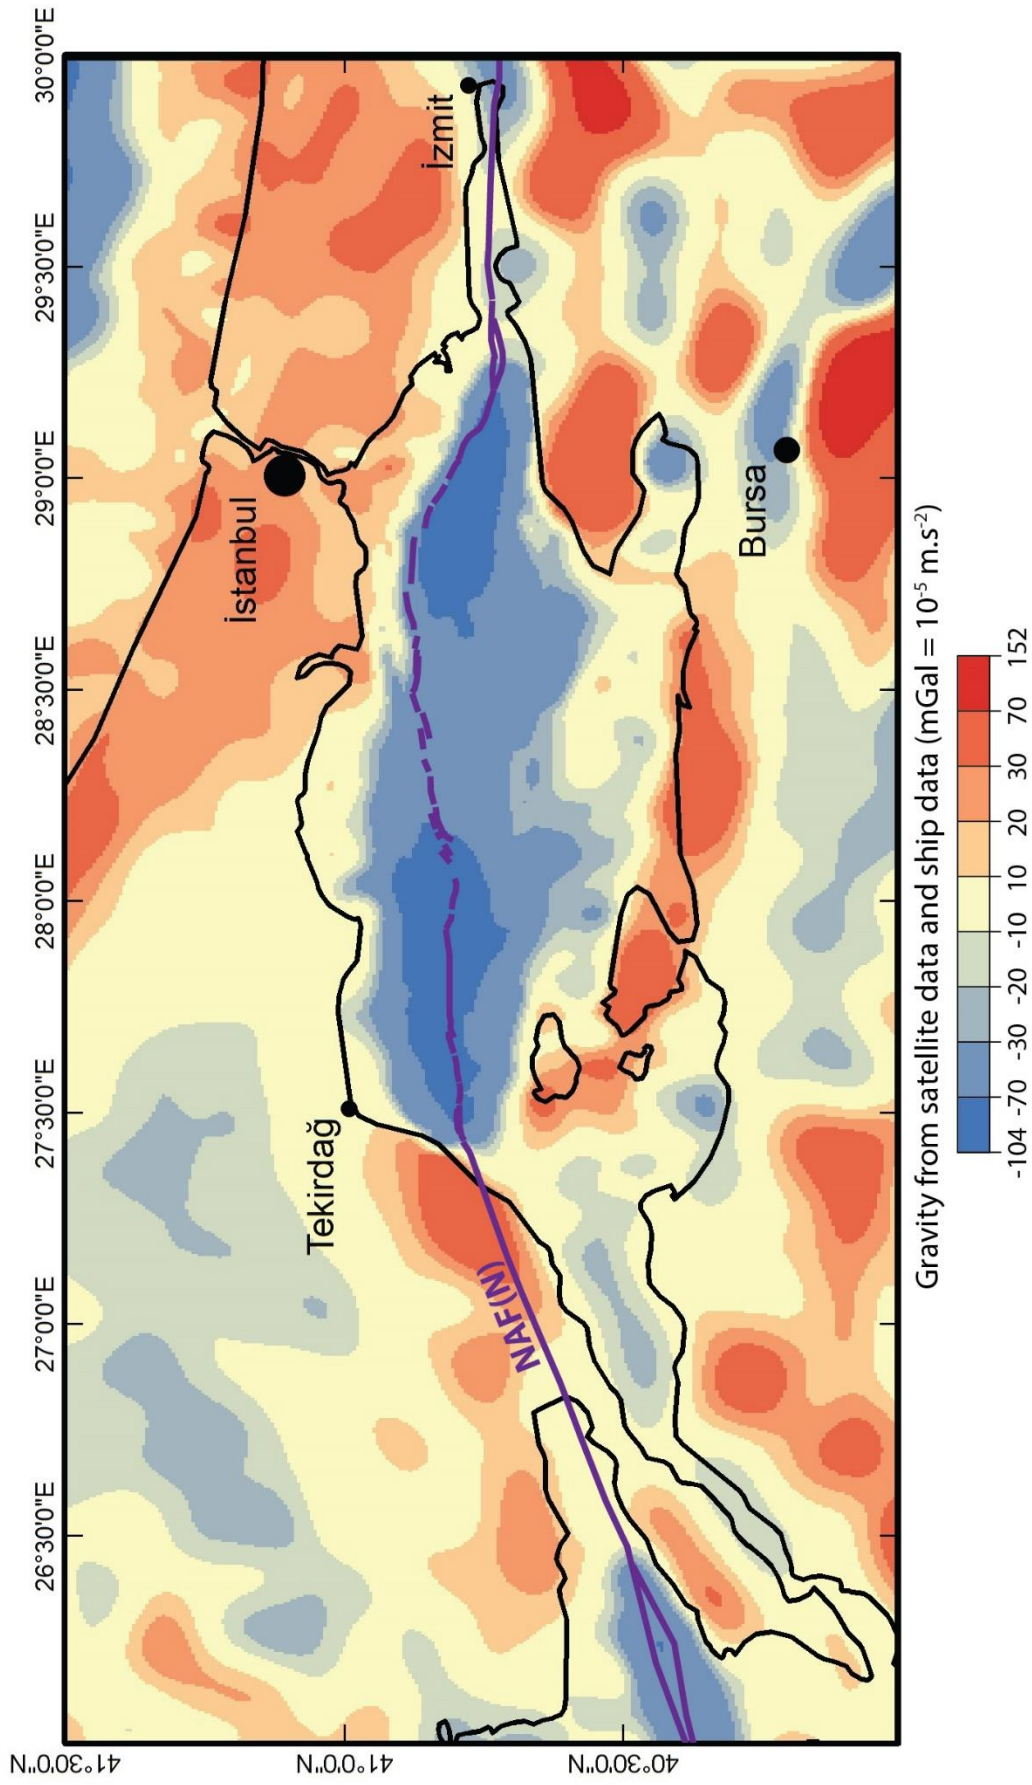 26°30'0"E
27°0'0"E
27°30'0"E
28°0'0"E
28°30'0"E
29°0'0"E
29°30'0"E
30°0'0"E
41°30'0"N
41°0'0"N
40°30'0"N
İstanbul
Tekirdağ
İzmit
NAF(N)
Bursa
Gravity from satellite data and ship data (mGal = 10⁻⁵ m.s⁻²)
-104 -70 -30 -20 -10 10 20 30 70 152